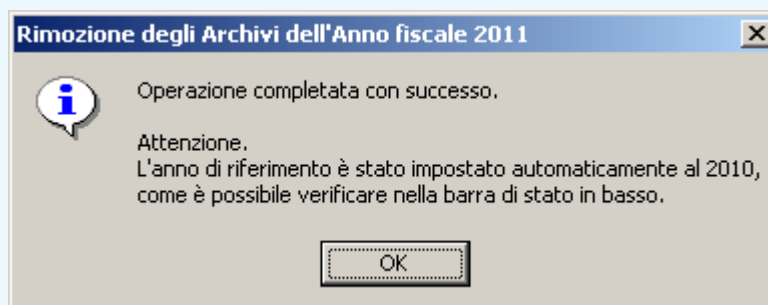 Rimozione degli Archivi dell'Anno fiscale 2011
Operazione completata con successo.
Attenzione.
L'anno di riferimento è stato impostato automaticamente al 2010,
come è possibile verificare nella barra di stato in basso.
OK